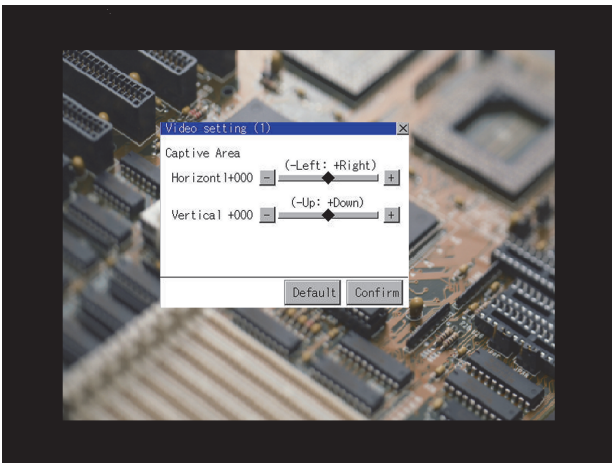 Video setting (1) ×
Captive Area
(-Left: +Right)
Horizontl+000 - +
(-Up: +Down)
Vertical +000 - +
Default Confirm